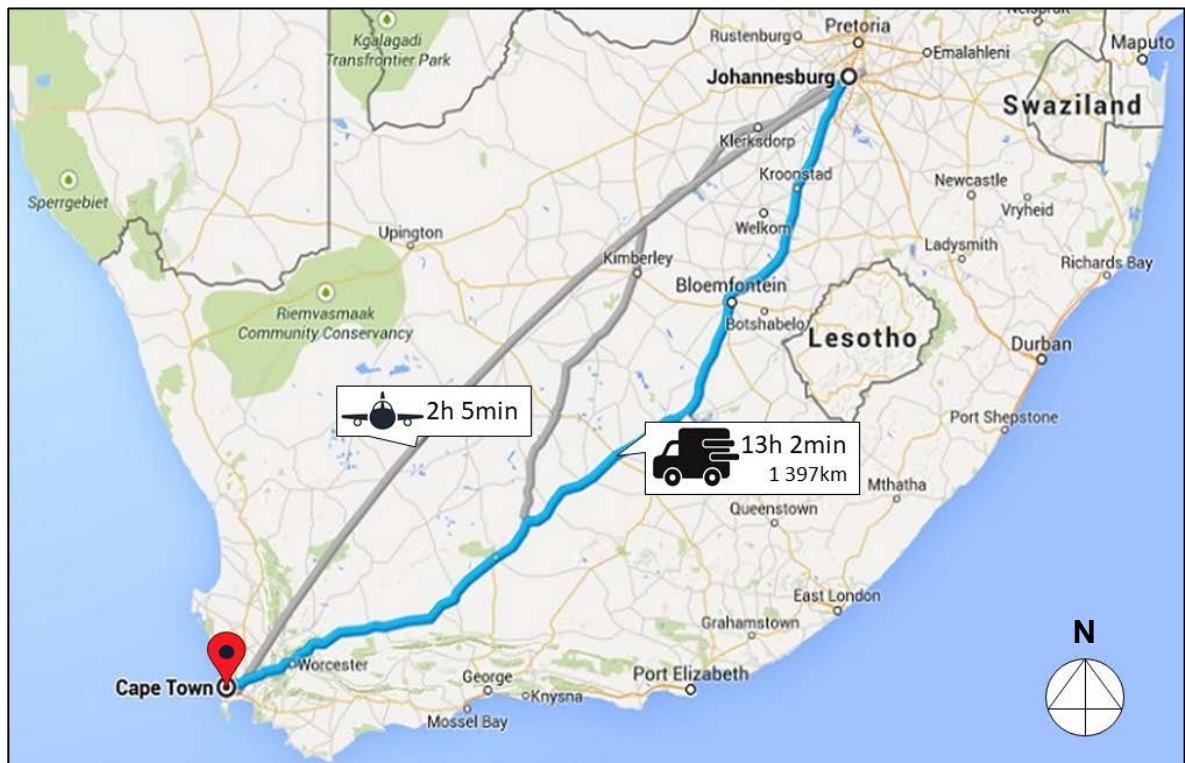 Kgalagadi
Transfrontier Park
Rustenburg
Pretoria
Emalahleni
Maputo
Johannesburg
Swaziland
Klerksdorp
Kroonstad
Newcastle
Vryheid
Sperrgebiet
Upington
Welkom
Ladysmith
Kimberley
Richards Bay
Bloemfontein
Riemvasmaak
Community Conservancy
Botshabelo
Lesotho
Durban
2h 5min
Port Shepstone
13h 2min
1 397km
Mthatha
Queenstown
East London
Grahamstown
N
Worcester
Cape Town
George
Knysna
Port Elizabeth
Mossel Bay